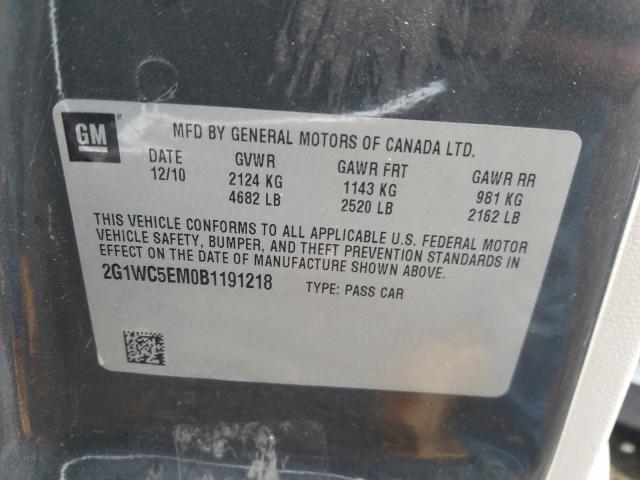 GM
MFD BY GENERAL MOTORS OF CANADA LTD.
DATE GVWR GAWR FRT GAWR RR
12/10 2124 KG 1143 KG 981 KG
4682 LB 2520 LB 2162 LB
THIS VEHICLE CONFORMS TO ALL APPLICABLE U.S. FEDERAL MOTOR
VEHICLE SAFETY, BUMPER, AND THEFT PREVENTION STANDARDS
IN EFFECT ON THE DATE OF MANUFACTURE SHOWN ABOVE.
2G1WC5EM0B1191218 TYPE: PASS CAR